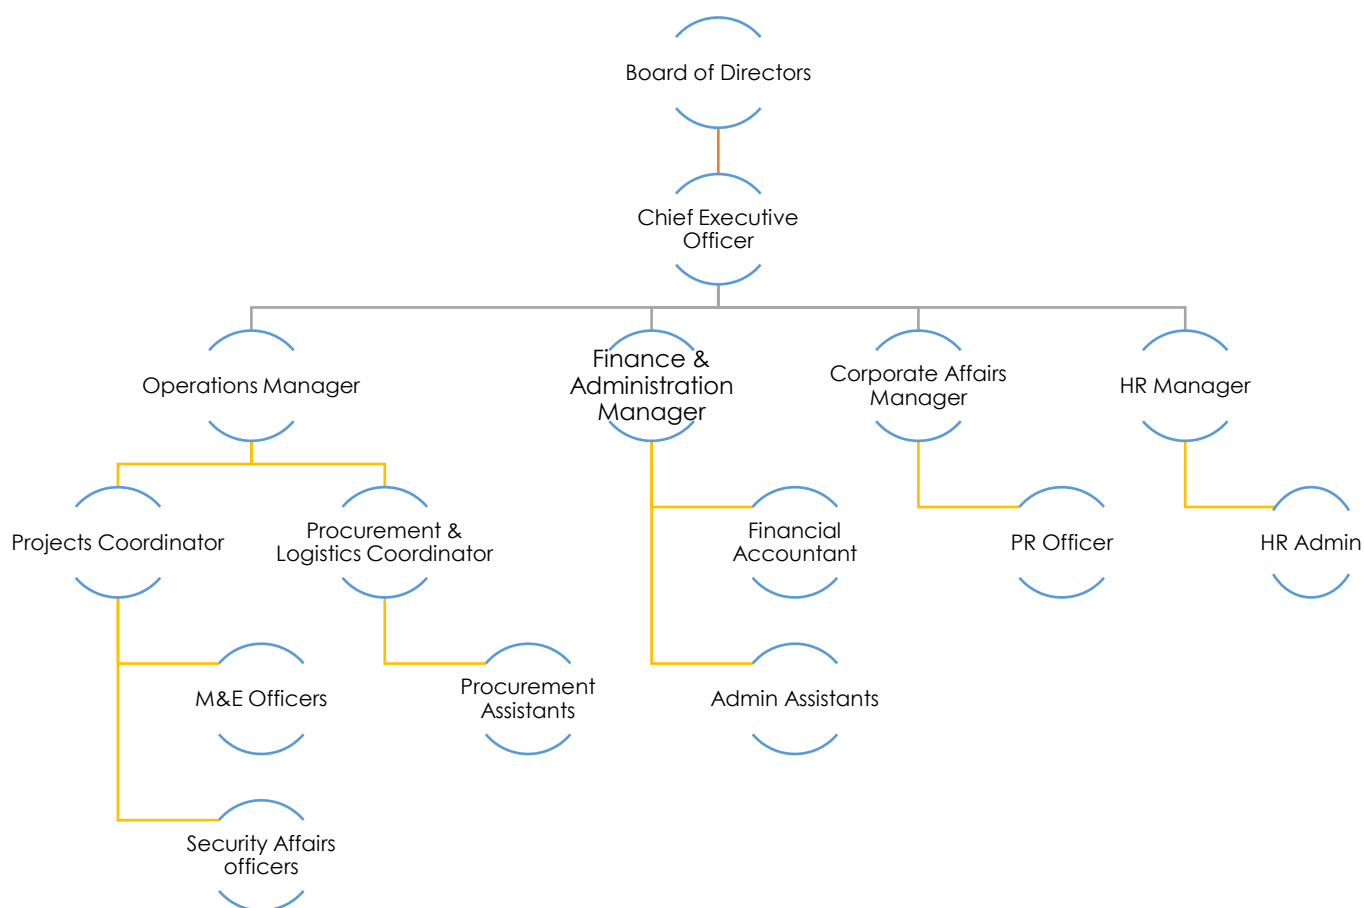 Board of Directors
Chief Executive
Officer
Operations Manager
Finance &
Administration
Manager
Corporate Affairs
Manager
HR Manager
Projects Coordinator
Procurement &
Logistics Coordinator
Financial
Accountant
PR Officer
HR Admin
M&E Officers
Procurement
Assistants
Admin Assistants
Security Affairs
officers